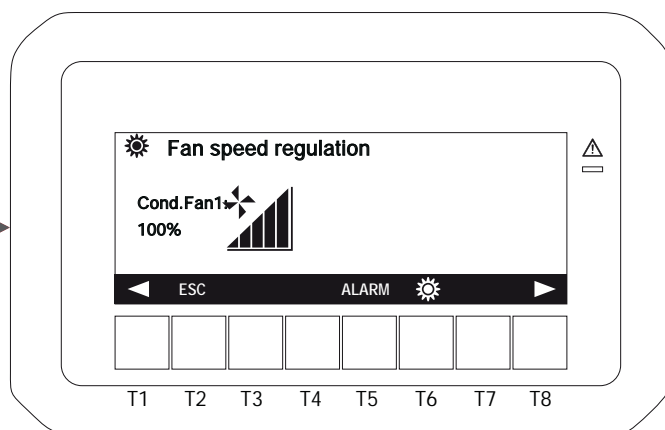 Fan speed regulation
Cond.Fan1:
100%
ESC ALARM
T1 T2 T3 T4 T5 T6 T7 T8